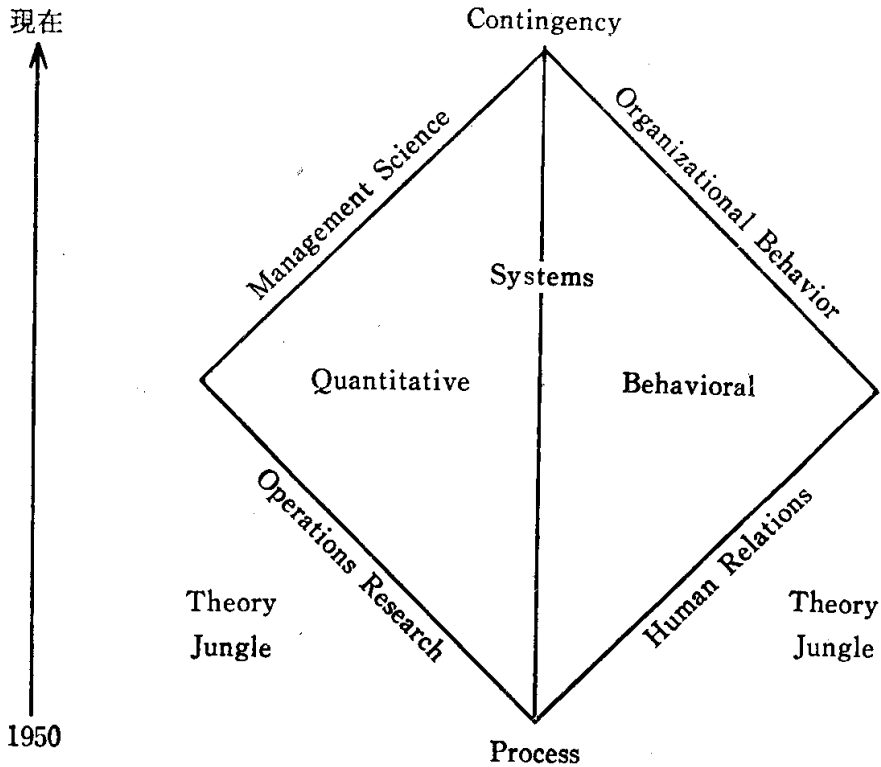 現在
Contingency
Management Science
Organizational Behavior
Systems
Quantitative
Behavioral
Operations Research
Human Relations
Theory
Jungle
Theory
Jungle
1950
Process